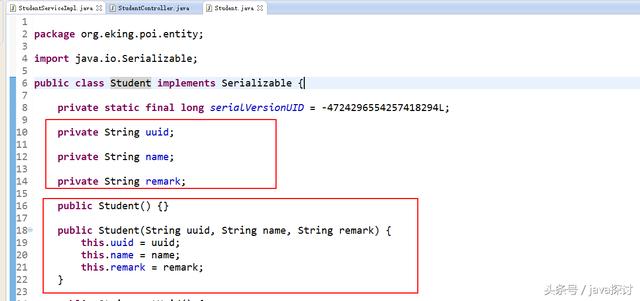 StudentServiceImpl.java
StudentController.java
Student.java
1
2 package org.eking.poi.entity;
3
4 import java.io.Serializable;
5
6 public class Student implements Serializable {
7
8 private static final long serialVersionUID = -4724296554257418294L;
9
10 private String uuid;
11
12 private String name;
13
14 private String remark;
15
16 public Student() {}
17
18 public Student(String uuid, String name, String remark) {
19 this.uuid = uuid;
20 this.name = name;
21 this.remark = remark;
22 }
23
头条号 / java探讨